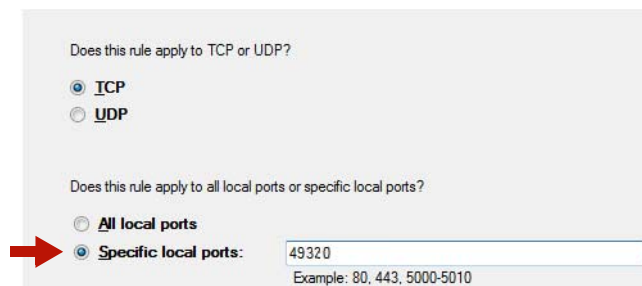 Does this rule apply to TCP or UDP?
TCP
UDP
Does this rule apply to all local ports or specific local ports?
All local ports
Specific local ports: 49320
Example: 80, 443, 5000-5010